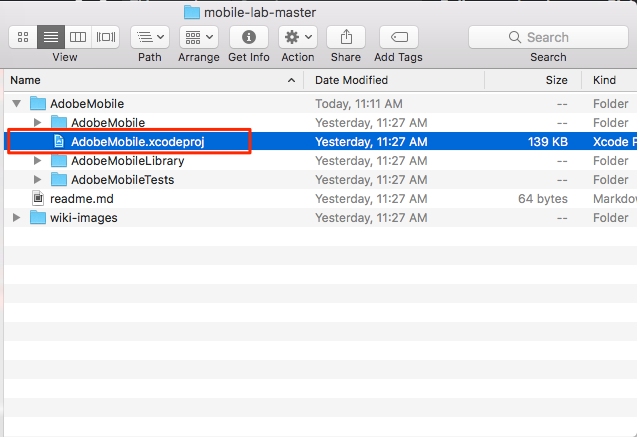 mobile-lab-master
View Path Arrange Get Info Action Share Add Tags Search
Search
Name Date Modified Size Kind
AdobeMobile Today, 11:11 AM -- Folder
AdobeMobile Yesterday, 11:27 AM -- Folder
AdobeMobile.xcodeproj Yesterday, 11:27 AM 139 KB Xcode P
AdobeMobileLibrary Yesterday, 11:27 AM -- Folder
AdobeMobileTests Yesterday, 11:27 AM -- Folder
readme.md Yesterday, 11:27 AM 64 bytes Markdow
wiki-images Yesterday, 11:27 AM -- Folder